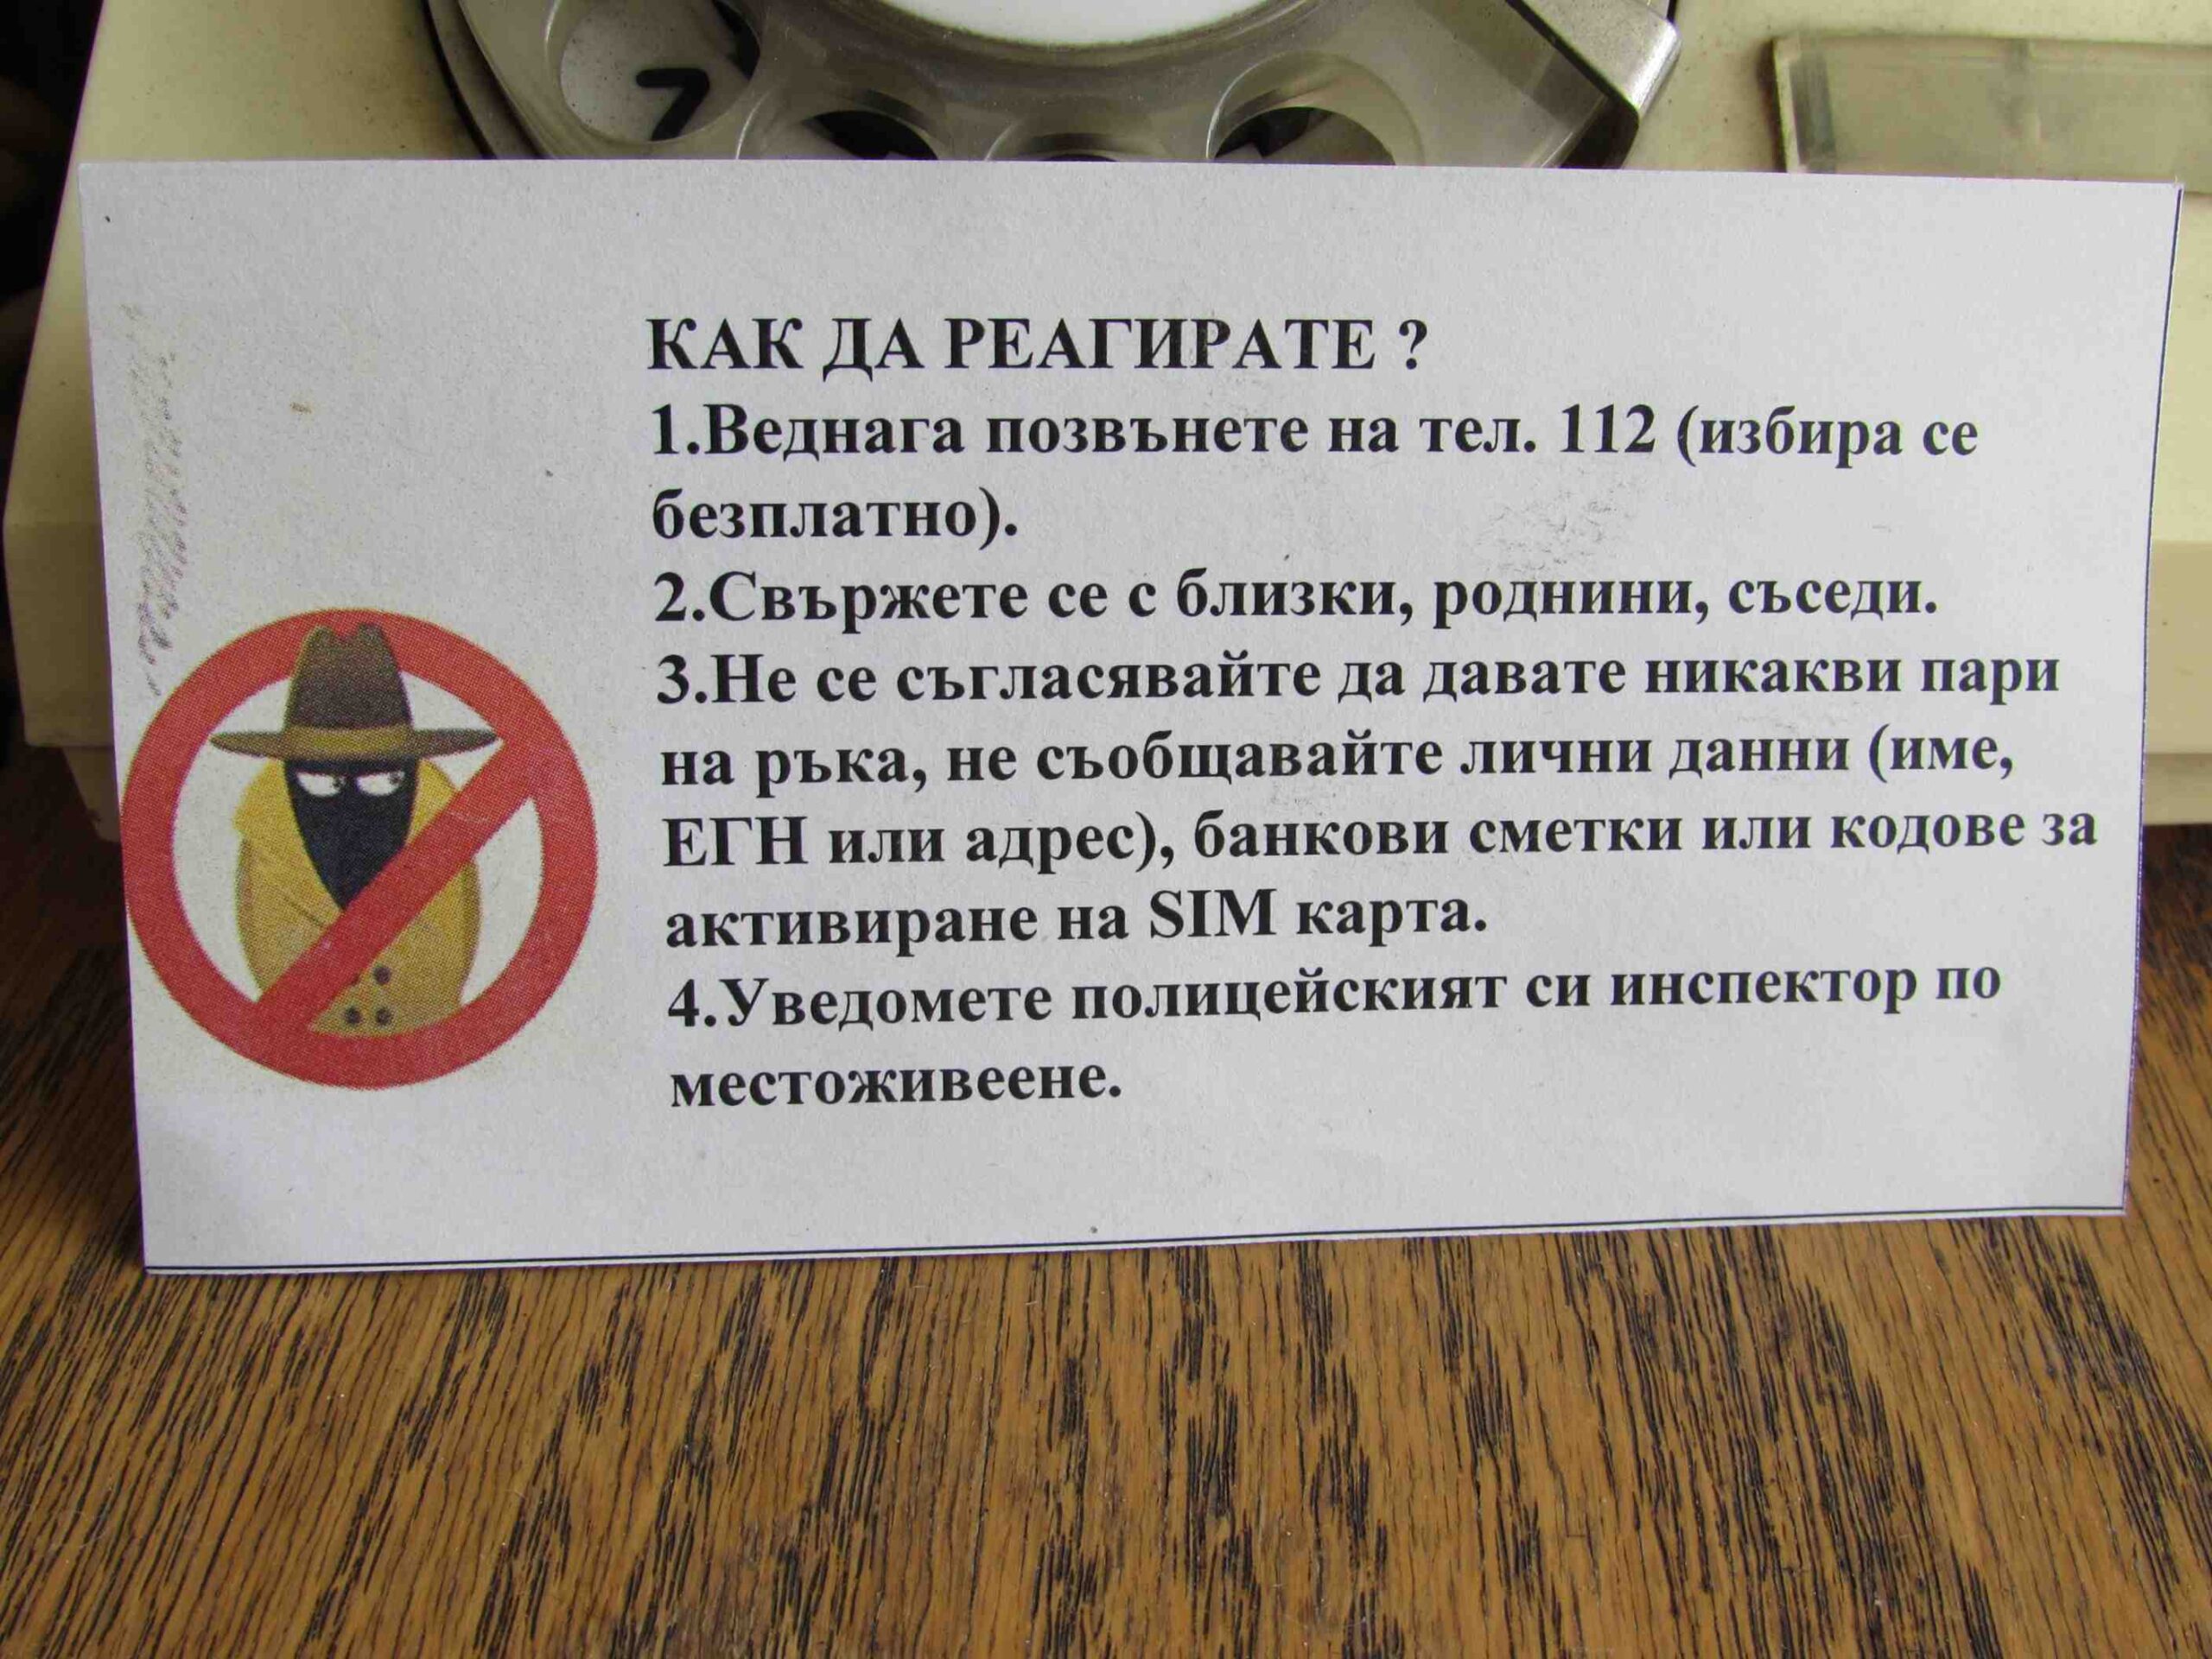 7
КАК ДА РЕАГИРАТЕ ?
1.Веднага позвънете на тел. 112 (избира се
безплатно).
2.Свържете се с близки, роднини, съседи.
3.Не се съгласявайте да давате никакви пари
на ръка, не съобщавайте лични данни (име,
ЕГН или адрес), банкови сметки или кодове за
активиране на SIM карта.
4.Уведомете полицейският си инспектор по
местоживеене.